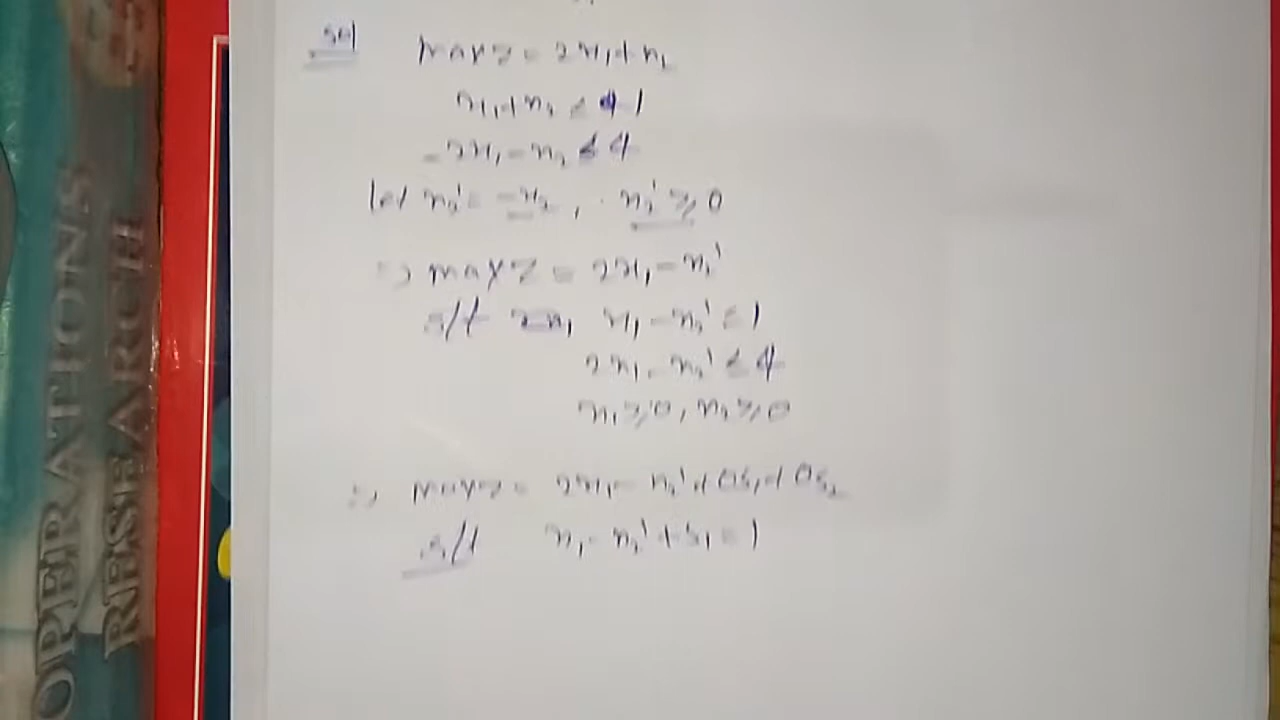 OPERATIONS
RESEARCH
sol
max z = 2x₁ + x₂
x₁ + x₂ ≤ 1
-2x₁ - x₂ ≤ 4
let x₂' = -x₂, x₂' ≥ 0
⇒ max z = 2x₁ - x₂'
s/t x₁ - x₂' ≤ 1
2x₁ - x₂' ≤ 4
x₁ ≥ 0, x₂ ≥ 0
⇒ max z = 2x₁ - x₂' + 0s₁ + 0s₂
s/t x₁ - x₂' + s₁ = 1